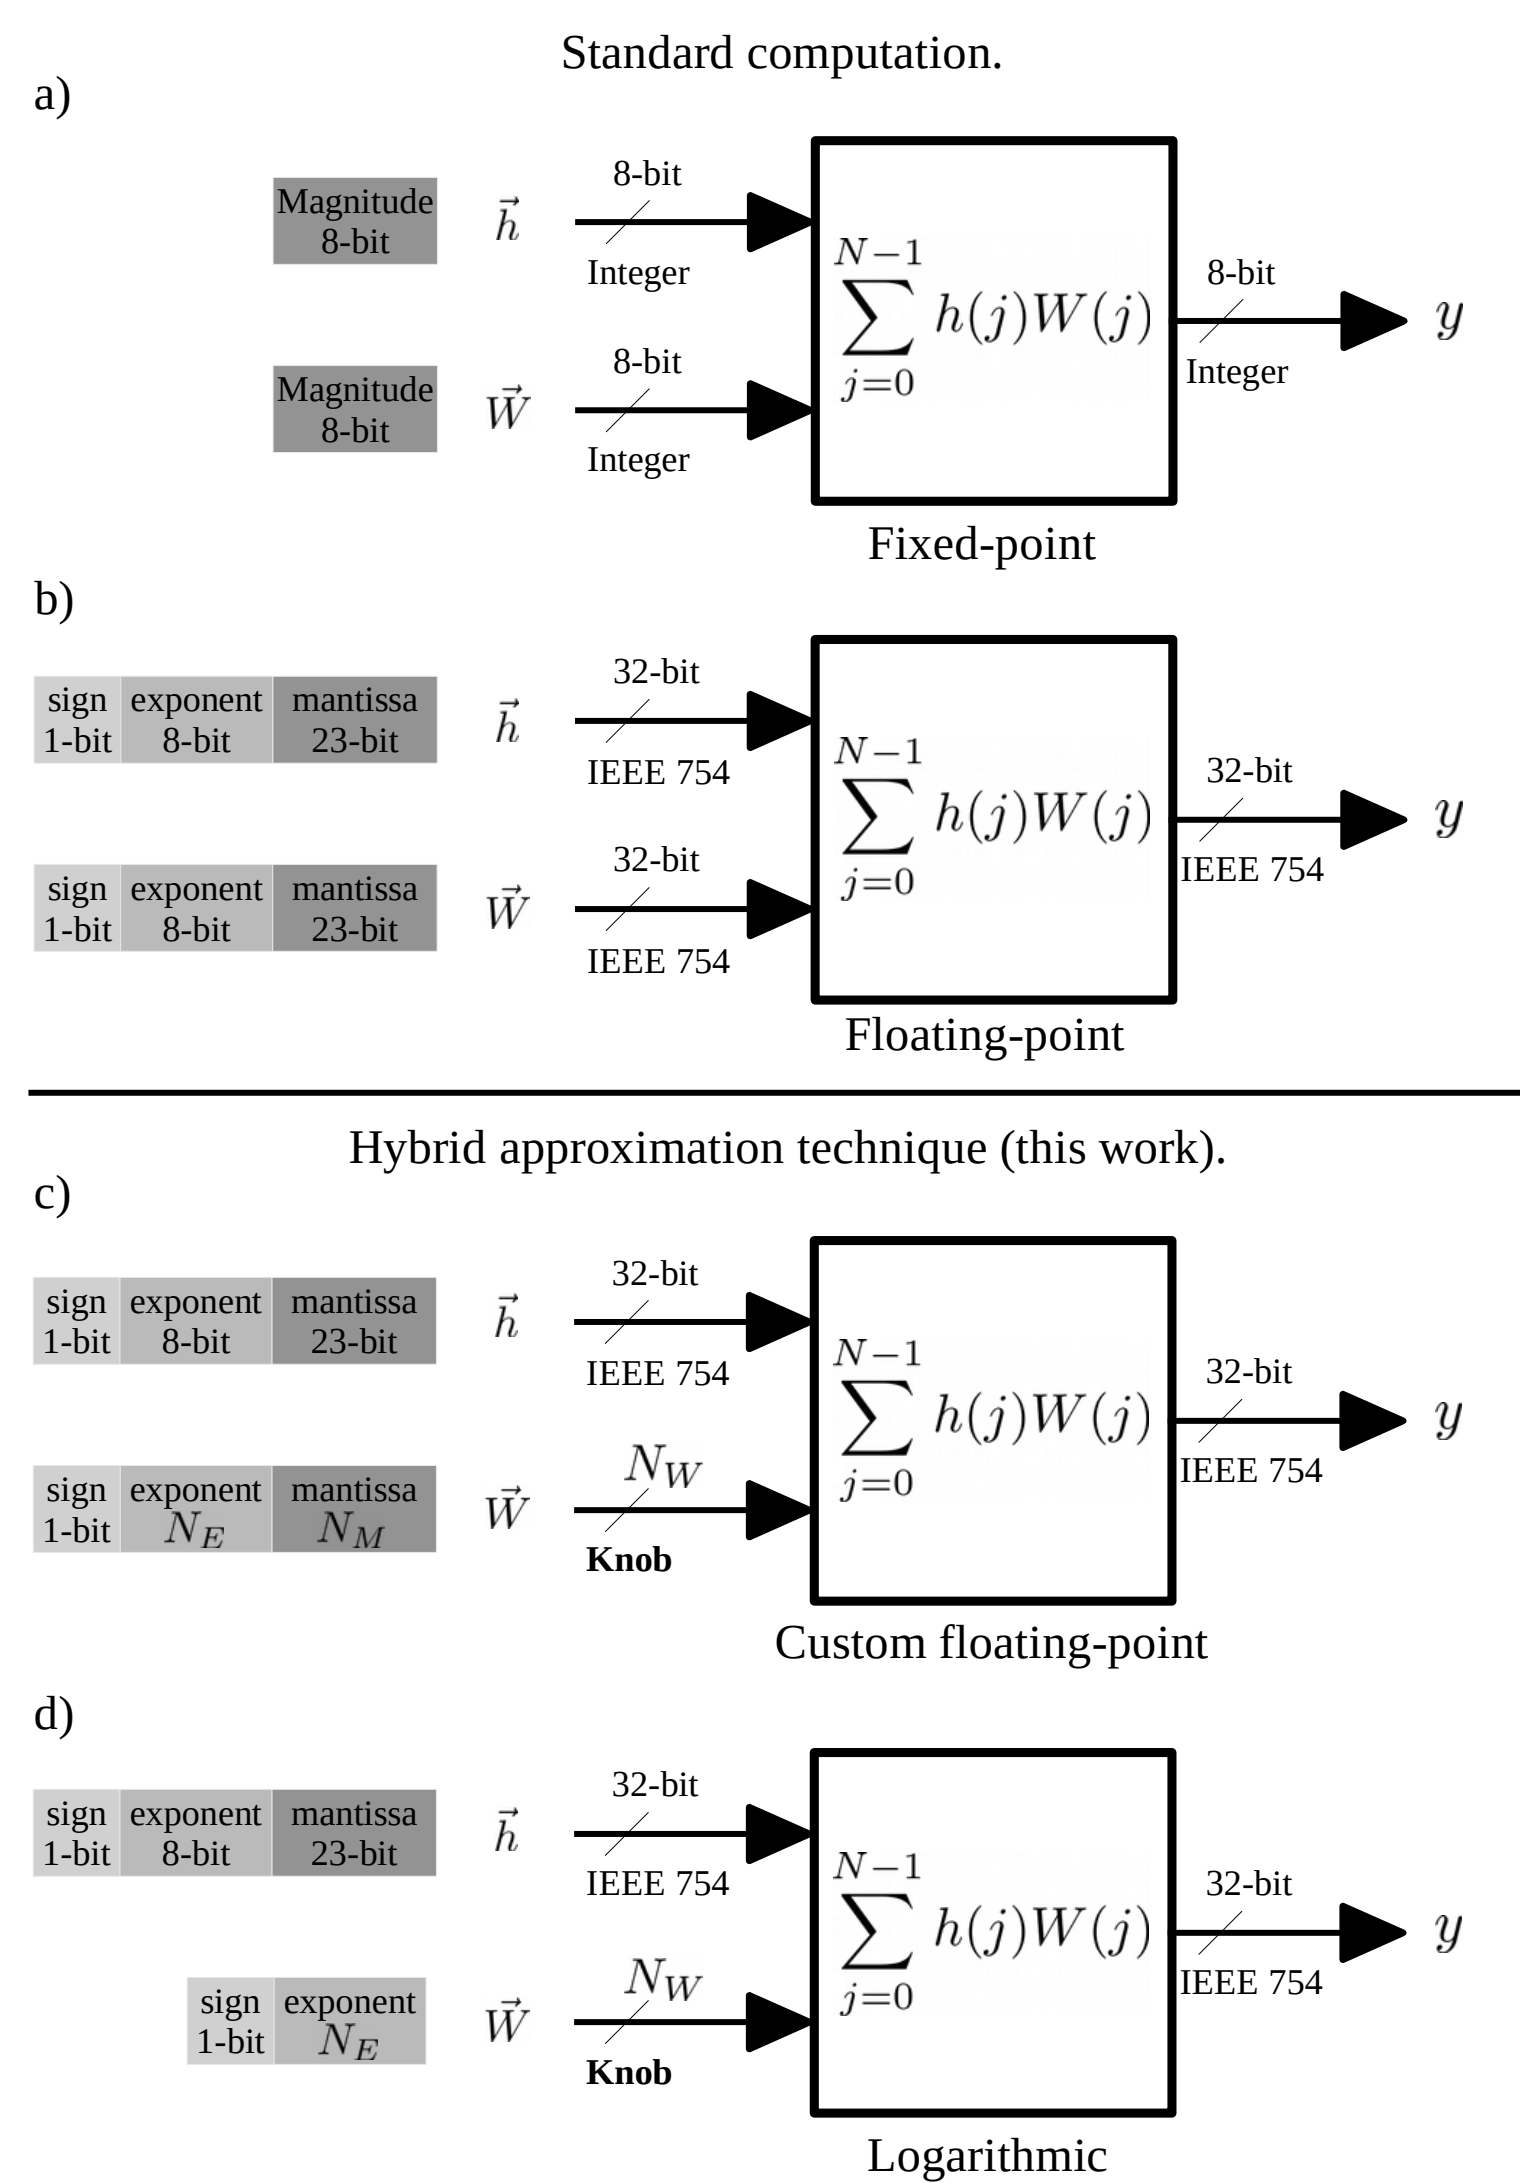 Standard computation.
a)
Magnitude
8-bit
h⃗
8-bit
Integer
Magnitude
8-bit
W⃗
8-bit
Integer
N−1
∑ h(j)W(j)
j=0
8-bit
Integer
y
Fixed-point
b)
sign exponent mantissa
1-bit 8-bit 23-bit
h⃗
32-bit
IEEE 754
sign exponent mantissa
1-bit 8-bit 23-bit
W⃗
32-bit
IEEE 754
N−1
∑ h(j)W(j)
j=0
32-bit
IEEE 754
y
Floating-point
Hybrid approximation technique (this work).
c)
sign exponent mantissa
1-bit 8-bit 23-bit
h⃗
32-bit
IEEE 754
sign exponent mantissa
1-bit N_E N_M
W⃗
N_W
Knob
N−1
∑ h(j)W(j)
j=0
32-bit
IEEE 754
y
Custom floating-point
d)
sign exponent mantissa
1-bit 8-bit 23-bit
h⃗
32-bit
IEEE 754
sign exponent
1-bit N_E
W⃗
N_W
Knob
N−1
∑ h(j)W(j)
j=0
32-bit
IEEE 754
y
Logarithmic